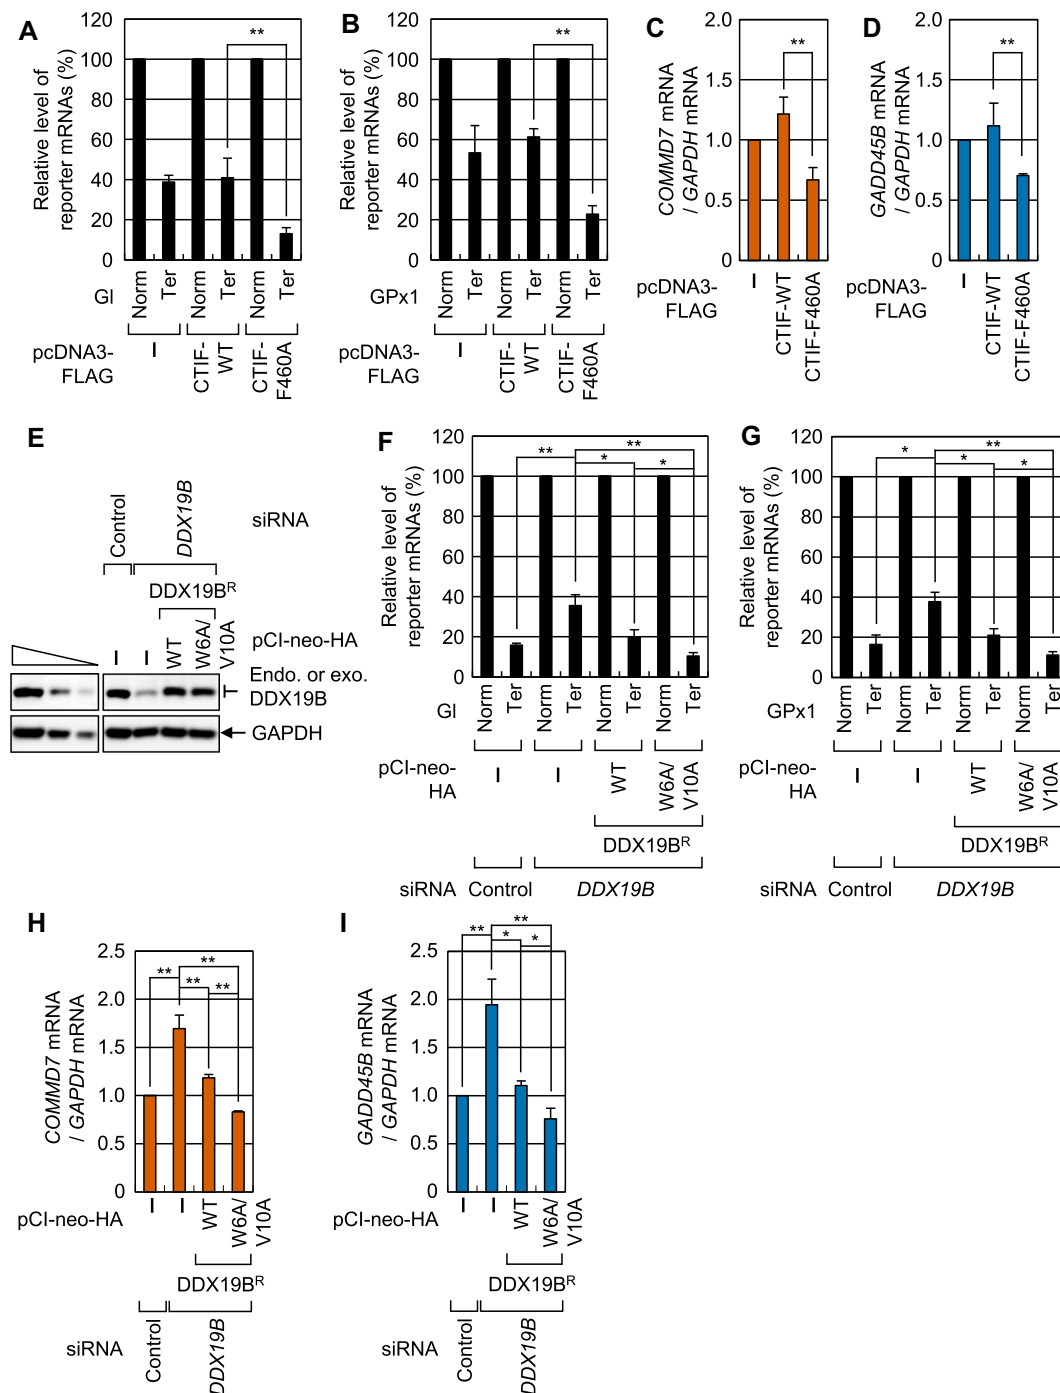 A
Relative level of
reporter mRNAs (%)
120
100
80
60
40
20
0
**
Gl
Norm
Ter
Norm
Ter
Norm
Ter
pcDNA3-
FLAG
–
CTIF-
WT
CTIF-
F460A
B
Relative level of
reporter mRNAs (%)
120
100
80
60
40
20
0
**
GPx1
Norm
Ter
Norm
Ter
Norm
Ter
pcDNA3-
FLAG
–
CTIF-
WT
CTIF-
F460A
C
COMMD7 mRNA
/ GAPDH mRNA
2.0
1.5
1.0
0.5
0
**
pcDNA3-
FLAG
–
CTIF-WT
CTIF-F460A
D
GADD45B mRNA
/ GAPDH mRNA
2.0
1.5
1.0
0.5
0
**
pcDNA3-
FLAG
–
CTIF-WT
CTIF-F460A
E
Control
DDX19B
siRNA
DDX19BR
–
–
WT
W6A/
V10A
pCI-neo-HA
Endo. or exo.
DDX19B
GAPDH
F
Relative level of
reporter mRNAs (%)
120
100
80
60
40
20
0
**
**
*
*
Gl
Norm
Ter
Norm
Ter
Norm
Ter
Norm
Ter
pCI-neo-
HA
–
–
WT
W6A/
V10A
DDX19BR
siRNA
Control
DDX19B
G
Relative level of
reporter mRNAs (%)
120
100
80
60
40
20
0
*
**
*
*
GPx1
Norm
Ter
Norm
Ter
Norm
Ter
Norm
Ter
pCI-neo-
HA
–
–
WT
W6A/
V10A
DDX19BR
siRNA
Control
DDX19B
H
COMMD7 mRNA
/ GAPDH mRNA
2.5
2.0
1.5
1.0
0.5
0
**
**
**
**
pCI-neo-HA
–
–
WT
W6A/
V10A
DDX19BR
siRNA
Control
DDX19B
I
GADD45B mRNA
/ GAPDH mRNA
2.5
2.0
1.5
1.0
0.5
0
**
**
*
*
pCI-neo-HA
–
–
WT
W6A/
V10A
DDX19BR
siRNA
Control
DDX19B